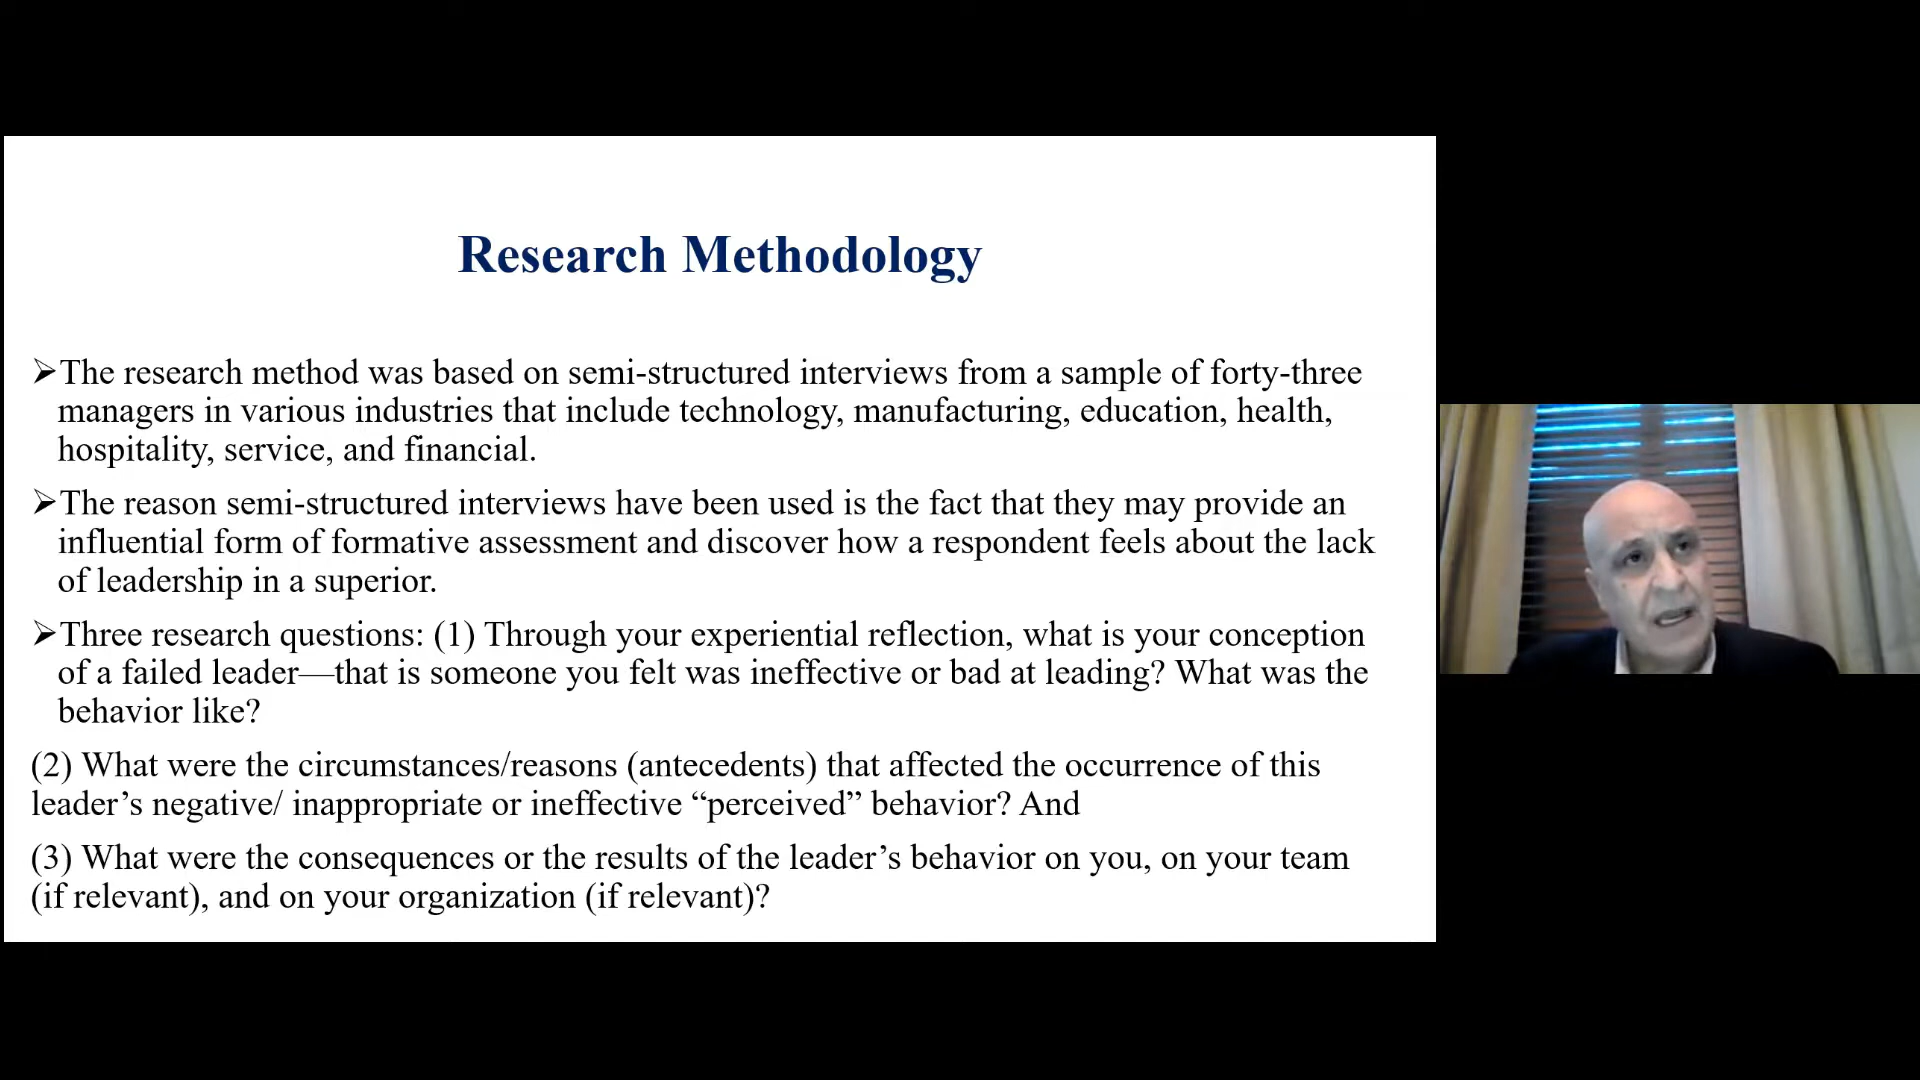 Research Methodology
➢The research method was based on semi-structured interviews from a sample of forty-three
managers in various industries that include technology, manufacturing, education, health,
hospitality, service, and financial.
➢The reason semi-structured interviews have been used is the fact that they may provide an
influential form of formative assessment and discover how a respondent feels about the lack
of leadership in a superior.
➢Three research questions: (1) Through your experiential reflection, what is your conception
of a failed leader—that is someone you felt was ineffective or bad at leading? What was the
behavior like?
(2) What were the circumstances/reasons (antecedents) that affected the occurrence of this
leader’s negative/ inappropriate or ineffective “perceived” behavior? And
(3) What were the consequences or the results of the leader’s behavior on you, on your team
(if relevant), and on your organization (if relevant)?